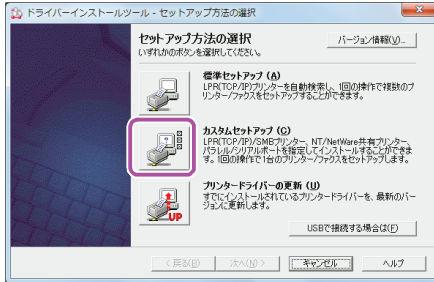 ドライバーインストールツール - セットアップ方法の選択
セットアップ方法の選択
いずれかのボタンを選択してください。
バージョン情報(V)...
標準セットアップ (A)
LPR(TCP/IP)プリンターを自動検索し、1回の操作で複数のプ
リンター/ファクスをセットアップすることができます。
カスタムセットアップ (C)
LPR(TCP/IP)/SMBプリンター、NT/NetWare共有プリンター、
パラレル/シリアルポートを指定してインストールすることができま
す。1回の操作で1台のプリンター/ファクスをセットアップします。
プリンタードライバーの更新 (U)
すでにインストールされているプリンタードライバーを、最新のバー
ジョンに更新します。
UP
USBで接続する場合は(F)
< 戻る(B)
次へ(N) >
キャンセル
ヘルプ